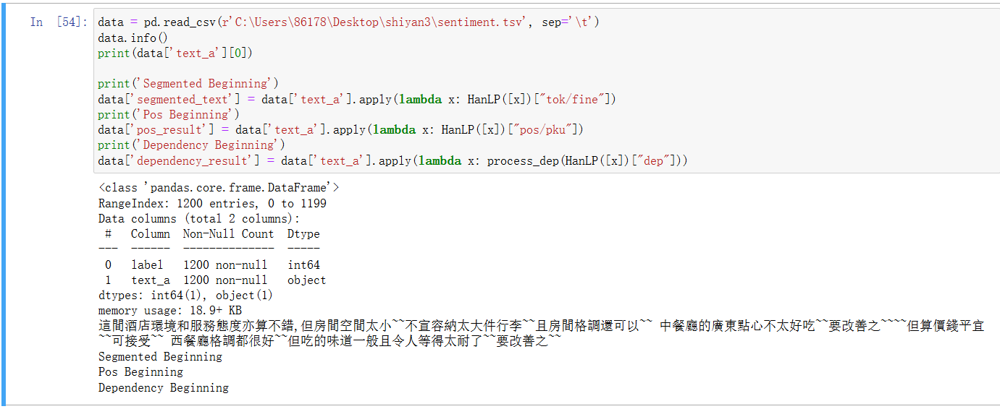 In [54]: data = pd.read_csv(r'C:\Users\86178\Desktop\shiyan3\sentiment.tsv', sep='\t')
data.info()
print(data['text_a'][0])

print('Segmented Beginning')
data['segmented_text'] = data['text_a'].apply(lambda x: HanLP([x])["tok/fine"])
print('Pos Beginning')
data['pos_result'] = data['text_a'].apply(lambda x: HanLP([x])["pos/pku"])
print('Dependency Beginning')
data['dependency_result'] = data['text_a'].apply(lambda x: process_dep(HanLP([x])["dep"]))
<class 'pandas.core.frame.DataFrame'>
RangeIndex: 1200 entries, 0 to 1199
Data columns (total 2 columns):
 #   Column  Non-Null Count  Dtype
---  ------  --------------  -----
 0   label   1200 non-null   int64
 1   text_a  1200 non-null   object
dtypes: int64(1), object(1)
memory usage: 18.9+ KB
這間酒店環境和服務態度亦算不錯,但房間空間太小~~不宣容納太大件行李~~且房間格調還可以~~ 中餐廳的廣東點心不太好吃~~要改善之~~~~但算價錢平宜
~~可接受~~ 西餐廳格調都很好~~但吃的味道一般且令人等得太耐了~~要改善之~~
Segmented Beginning
Pos Beginning
Dependency Beginning